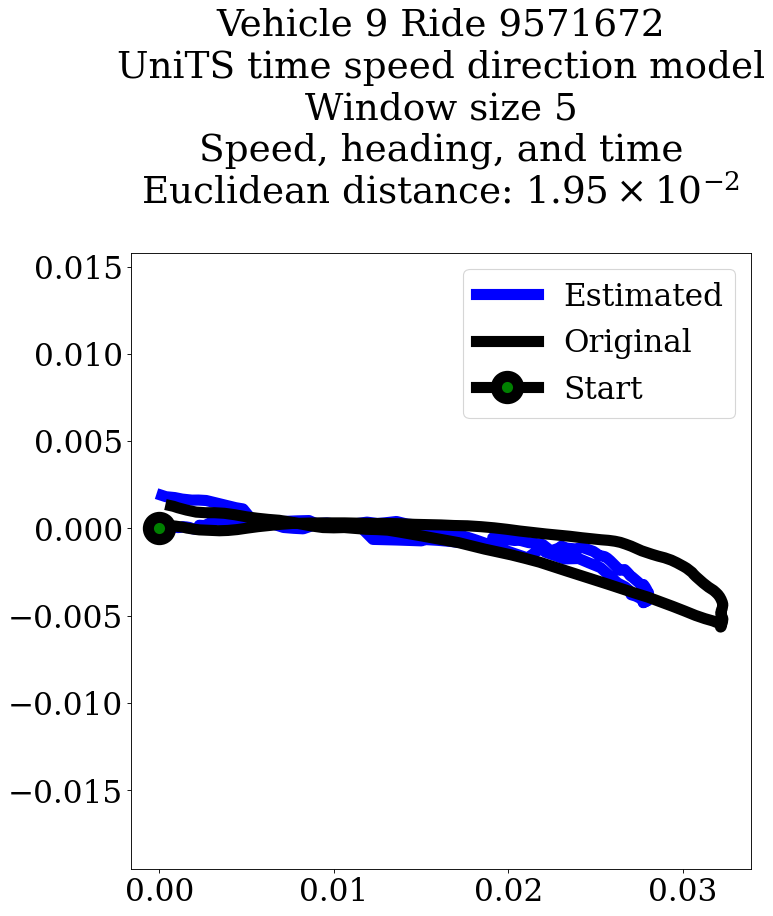 Vehicle 9 Ride 9571672
UniTS time speed direction model
Window size 5
Speed, heading, and time
Euclidean distance: 1.95 × 10⁻²
Estimated
Original
Start
0.015
0.010
0.005
0.000
−0.005
−0.010
−0.015
0.00 0.01 0.02 0.03